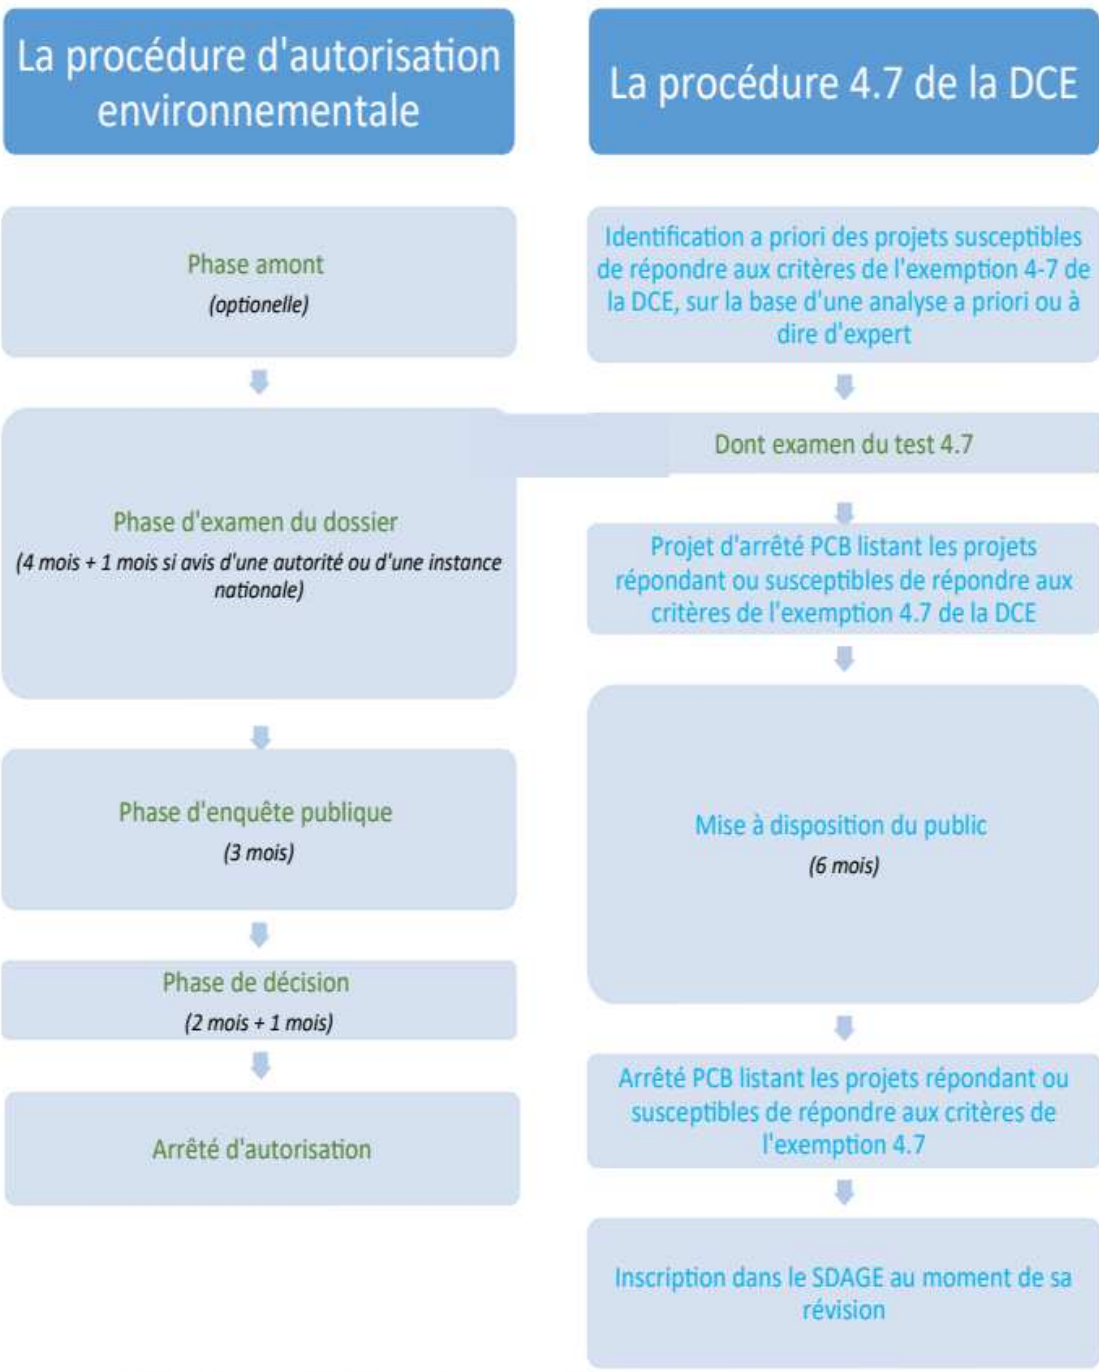 La procédure d'autorisation
environnementale
Phase amont
(optionelle)
Phase d'examen du dossier
(4 mois + 1 mois si avis d'une autorité ou d'une instance
nationale)
Phase d'enquête publique
(3 mois)
Phase de décision
(2 mois + 1 mois)
Arrêté d'autorisation
La procédure 4.7 de la DCE
Identification a priori des projets susceptibles
de répondre aux critères de l'exemption 4-7 de
la DCE, sur la base d'une analyse a priori ou à
dire d'expert
Dont examen du test 4.7
Projet d'arrêté PCB listant les projets
répondant ou susceptibles de répondre aux
critères de l'exemption 4.7 de la DCE
Mise à disposition du public
(6 mois)
Arrêté PCB listant les projets répondant ou
susceptibles de répondre aux critères de
l'exemption 4.7
Inscription dans le SDAGE au moment de sa
révision